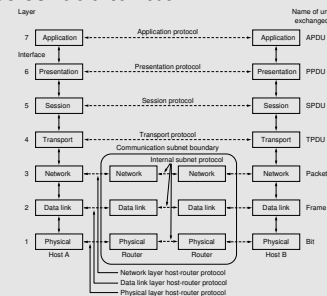 Layer
Name of un
exchanged
7 Application Application protocol Application APDU
Interface
6 Presentation Presentation protocol Presentation PPDU
5 Session Session protocol Session SPDU
4 Transport Transport protocol Transport TPDU
Communication subnet boundary
Internal subnet protocol
3 Network Network Network Network Packet
2 Data link Data link Data link Data link Frame
1 Physical Physical Physical Physical Bit
Host A Router Router Host B
Network layer host-router protocol
Data link layer host-router protocol
Physical layer host-router protocol